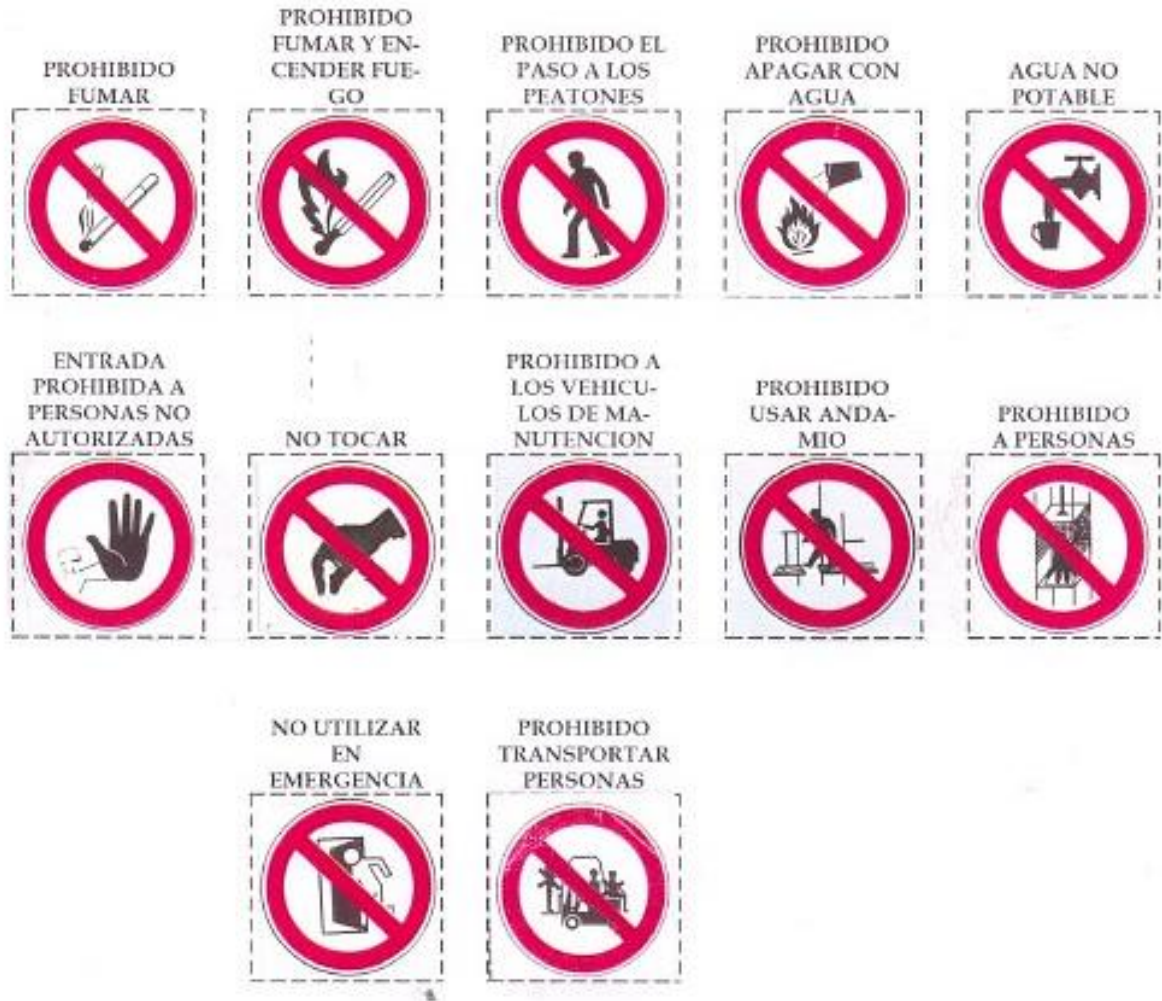 PROHIBIDO
FUMAR
PROHIBIDO
FUMAR Y EN-
CENDER FUE-
GO
PROHIBIDO EL
PASO A LOS
PEATONES
PROHIBIDO
APAGAR CON
AGUA
AGUA NO
POTABLE
ENTRADA
PROHIBIDA A
PERSONAS NO
AUTORIZADAS
NO TOCAR
PROHIBIDO A
LOS VEHICU-
LOS DE MA-
NUTENCION
PROHIBIDO
USAR ANDA-
MIO
PROHIBIDO
A PERSONAS
NO UTILIZAR
EN
EMERGENCIA
PROHIBIDO
TRANSPORTAR
PERSONAS